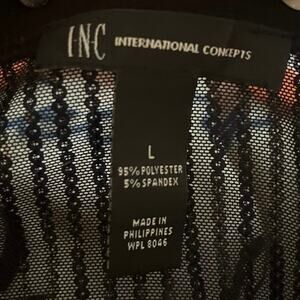 INC INTERNATIONAL CONCEPTS
L
95% POLYESTER
5% SPANDEX
MADE IN
PHILIPPINES
WPL 8046